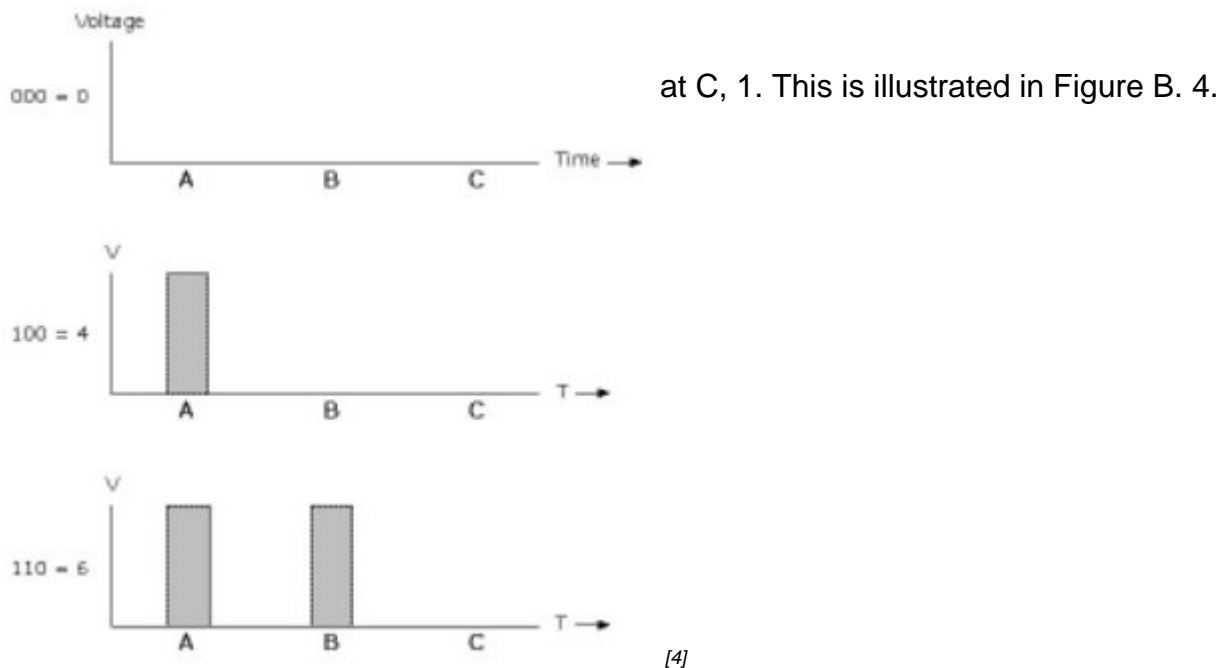 Voltage
000 = 0
at C, 1. This is illustrated in Figure B. 4.
Time
A B C
V
100 = 4
T
A B C
V
110 = 6
T
A B C
[4]